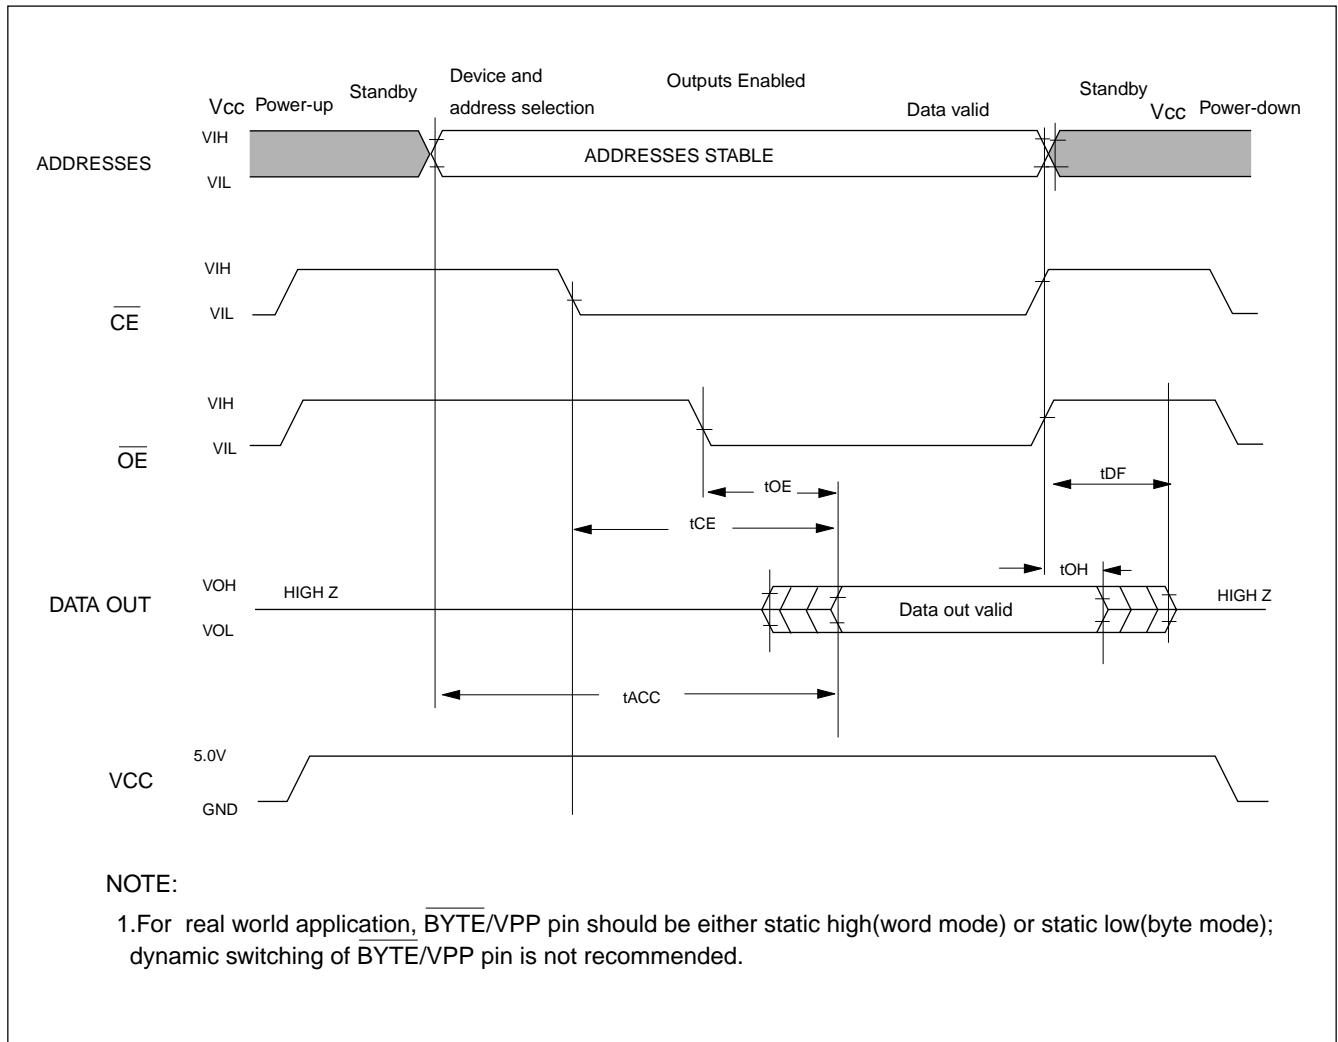 Device and
Outputs Enabled
Standby
Standby
Vcc Power-up
address selection
Data valid
Vcc Power-down
VIH
ADDRESSES
ADDRESSES STABLE
VIL
VIH
CE
VIL
VIH
OE
VIL
tDF
tOE
tCE
tOH
VOH
HIGH Z
HIGH Z
DATA OUT
Data out valid
VOL
tACC
5.0V
VCC
GND
NOTE:
1.For real world application, BYTE/VPP pin should be either static high(word mode) or static low(byte mode);
dynamic switching of BYTE/VPP pin is not recommended.